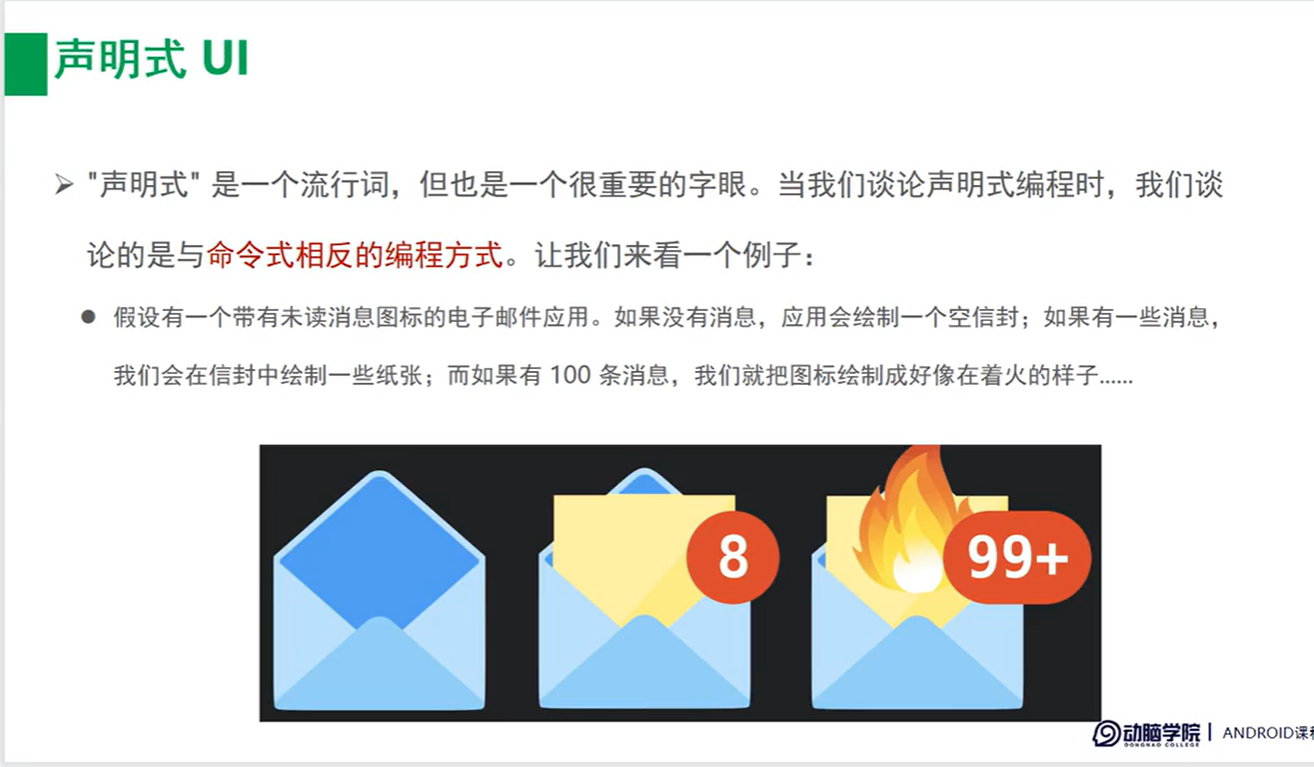 声明式 UI
"声明式" 是一个流行词，但也是一个很重要的字眼。当我们谈论声明式编程时，我们谈
论的是与命令式相反的编程方式。让我们来看一个例子：
假设有一个带有未读消息图标的电子邮件应用。如果没有消息，应用会绘制一个空信封；如果有一些消息，
我们会在信封中绘制一些纸张；而如果有 100 条消息，我们就把图标绘制成好像在着火的样子......
8
99+
动脑学院
DONGNAO COLLEGE
ANDROID课